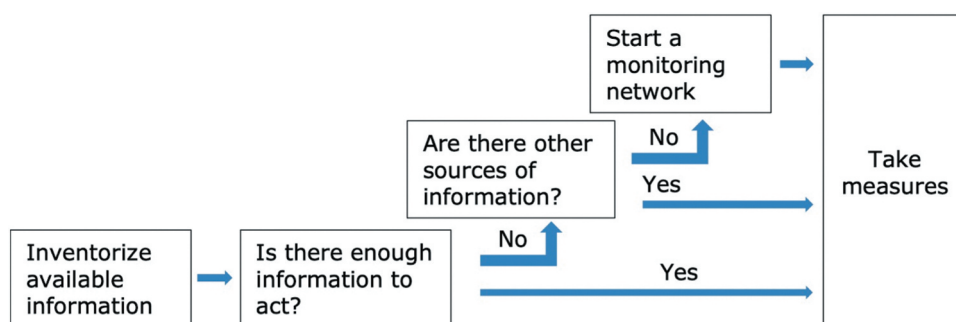 Start a
monitoring
network
No
Are there other
sources of
information?
Yes
Take
measures
No
Inventorize
available
information
Is there enough
information to
act?
Yes